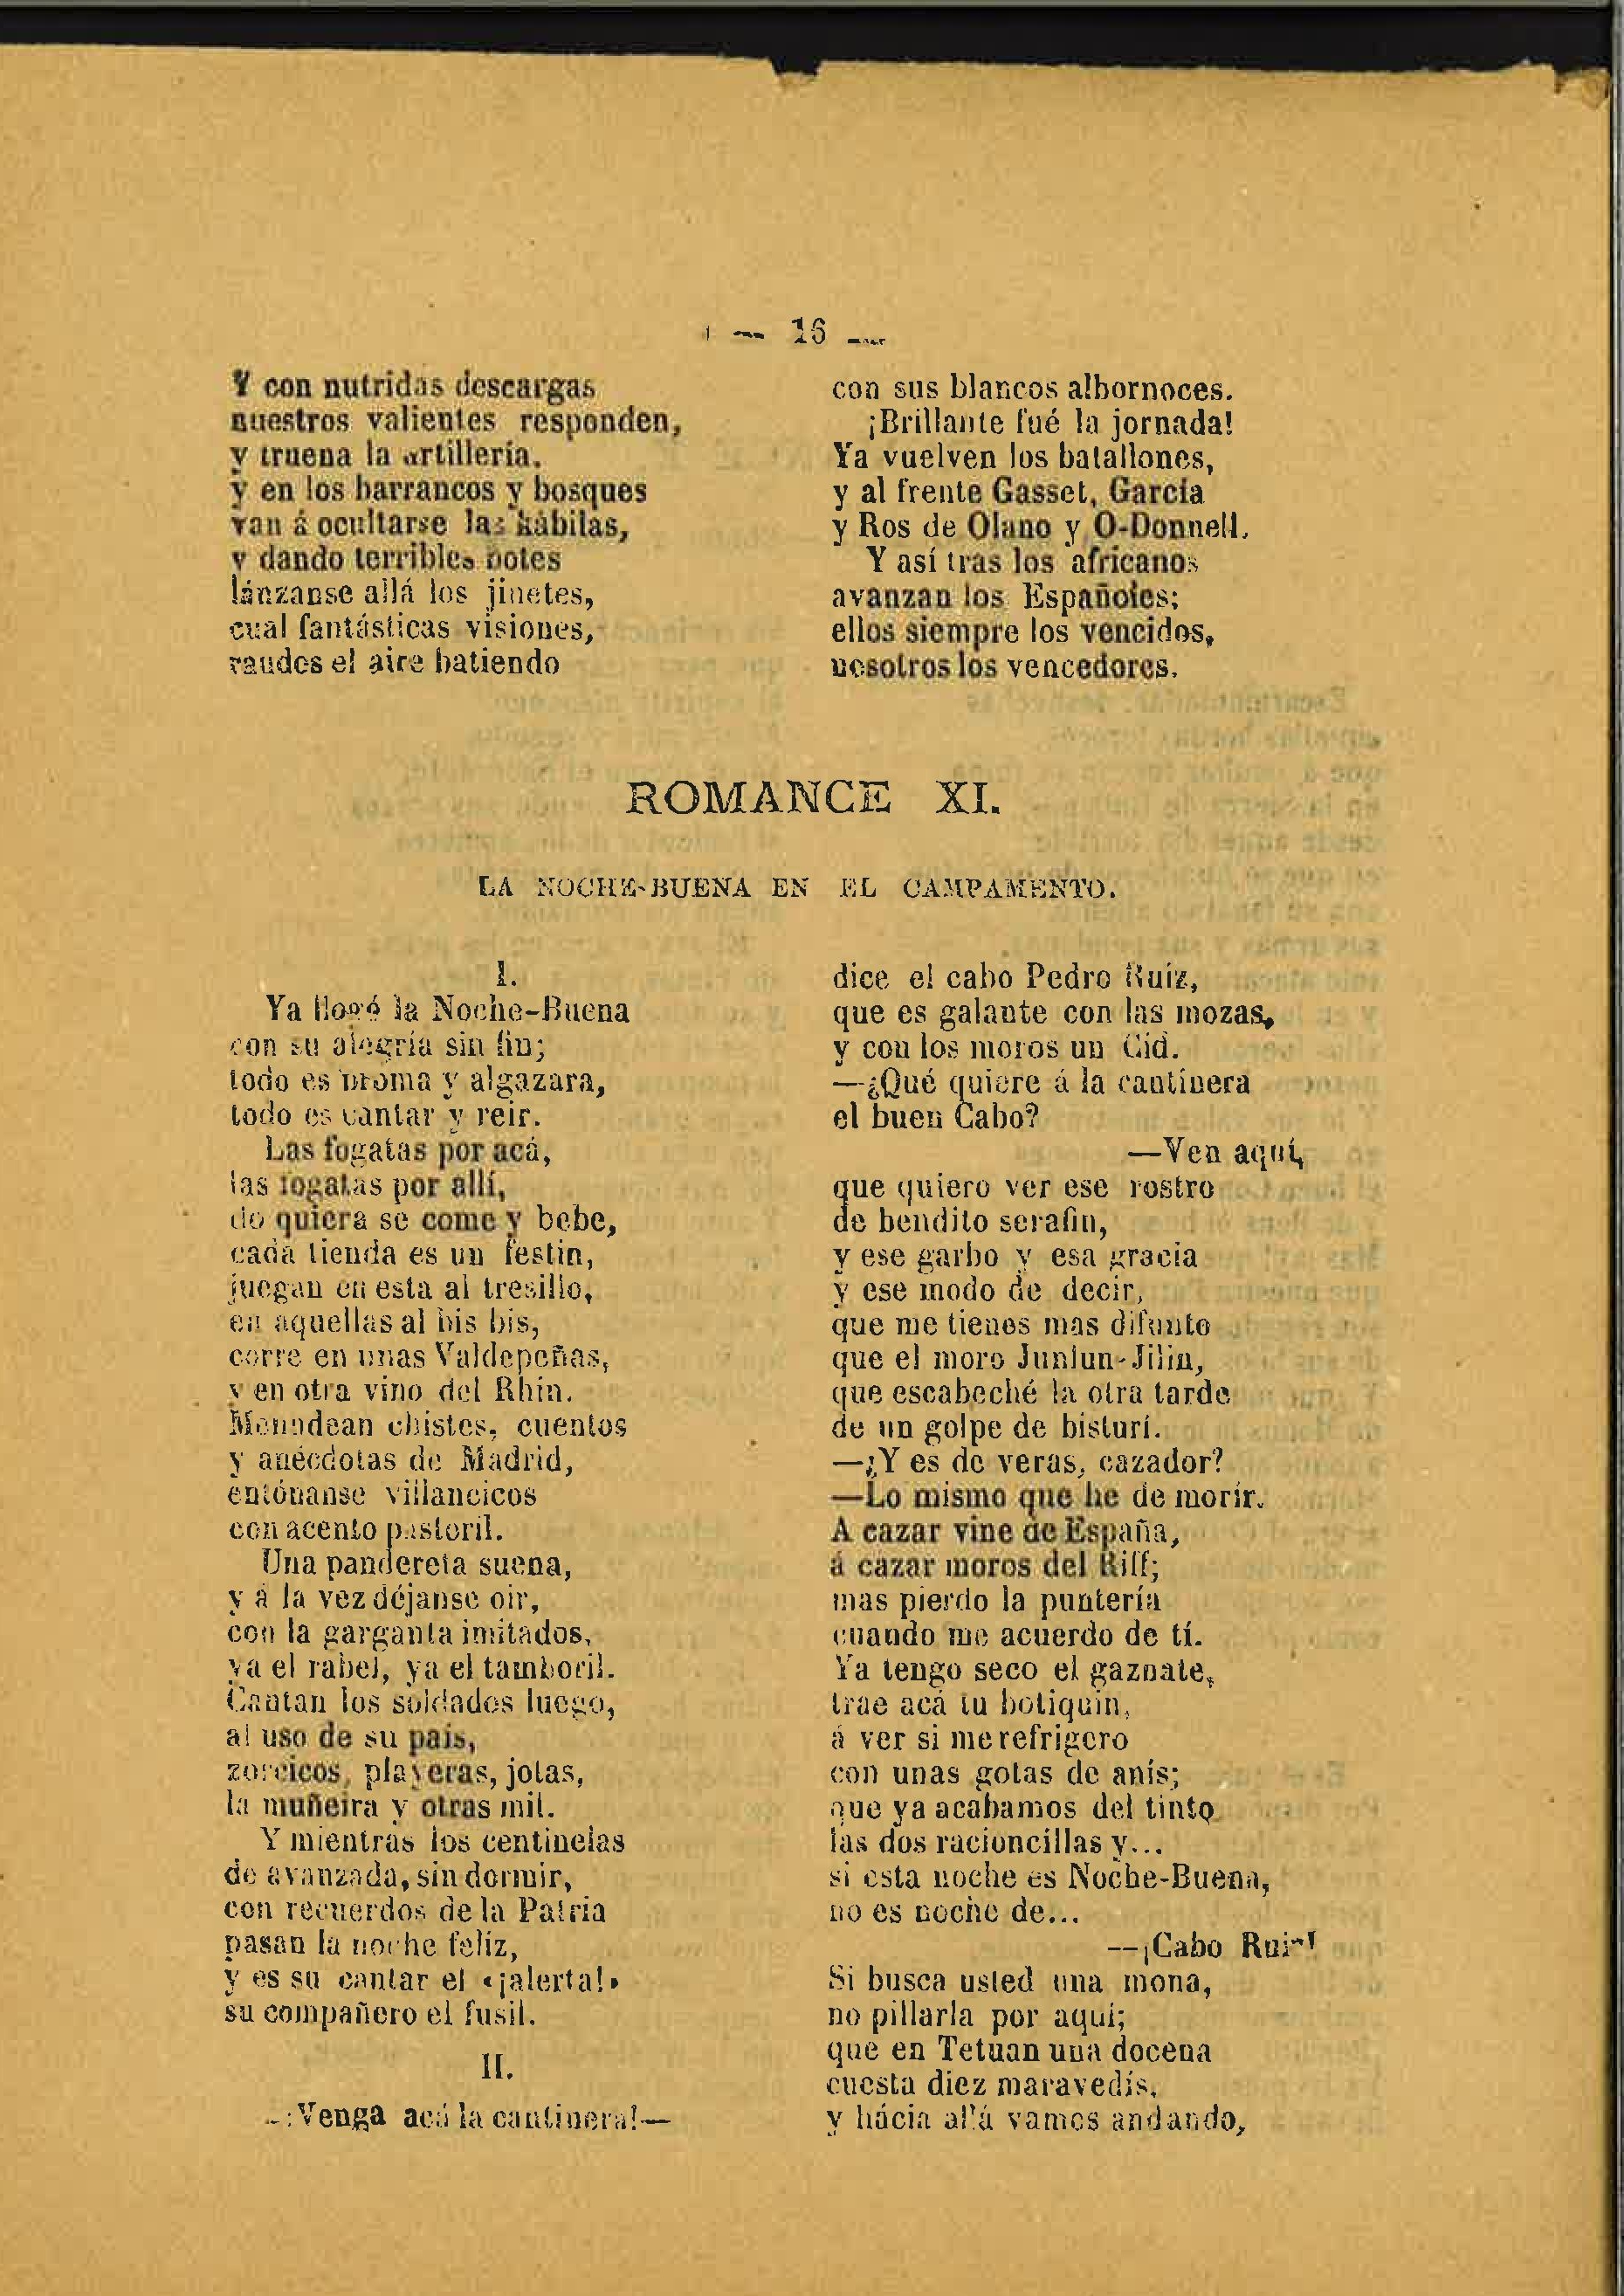 — 16 —
Y con nutridas descargas
nuestros valientes responden,
y truena la artillería.
y en los barrancos y bosques
van á ocultarse las kábilas,
y dando terribles botes
lánzanse allá los jinetes,
cual fantásticas visiones,
raudos el aire batiendo
con sus blancos albornoces.
¡Brillante fué la jornada!
Ya vuelven los batallones,
y al frente Gasset, García
y Ros de Olano y O-Donnell.
Y así tras los africanos
avanzan los Españoles;
ellos siempre los vencidos,
nosotros los vencedores.
ROMANCE XI.
LA NOCHE-BUENA EN EL CAMPAMENTO.
I.
Ya llegó la Noche-Buena
con su alegría sin fin;
todo es broma y algazara,
todo es cantar y reir.
Las fogatas por acá,
las fogatas por allí,
do quiera se come y bebe,
cada tienda es un festin,
juegan en esta al tresillo,
en aquellas al bis bis,
corre en unas Valdepeñas,
y en otra vino del Rhin.
Menudean chistes, cuentos
y anécdotas de Madrid,
entónanse villancicos
con acento pastoril.
Una pandereta suena,
y á la vez déjanse oir,
con la garganta imitados,
ya el rabel, ya el tamboril.
Cantan los soldados luego,
al uso de su pais,
zorcicos, playeras, jotas,
la muñeira y otras mil.
Y mientras los centinelas
de avanzada, sin dormir,
con recuerdos de la Patria
pasan la noche feliz,
y es su cantar el «¡alerta!»
su compañero el fusil.
II.
—¡Venga acá la cantinera!—
dice el cabo Pedro Ruiz,
que es galante con las mozas,
y con los moros un Cid.
—¿Qué quiere á la cantinera
el buen Cabo?
—Ven aquí,
que quiero ver ese rostro
de bendito serafin,
y ese garbo y esa gracia
y ese modo de decir,
que me tienes mas difunto
que el moro Junlun-Jilin,
que escabeché la otra tarde
de un golpe de bisturí.
—¿Y es de veras, cazador?
—Lo mismo que he de morir.
A cazar vine de España,
á cazar moros del Riff;
mas pierdo la puntería
cuando me acuerdo de tí.
Ya tengo seco el gaznate,
trae acá tu botiquin,
á ver si me refrigero
con unas gotas de anís;
que ya acabamos del tinto
las dos racioncillas y...
si esta noche es Noche-Buena,
no es noche de...
—¡Cabo Ruiz!
Si busca usted una mona,
no pillarla por aquí;
que en Tetuan una docena
cuesta diez maravedís,
y hácia allá vamos andando,